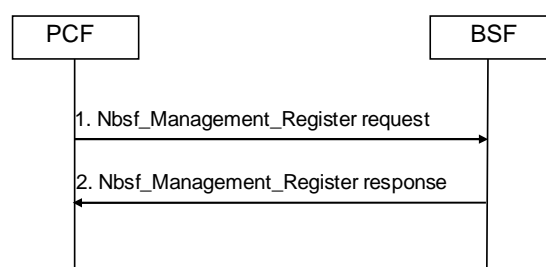 PCF
BSF
1. Nbsf_Management_Register request
2. Nbsf_Management_Register response